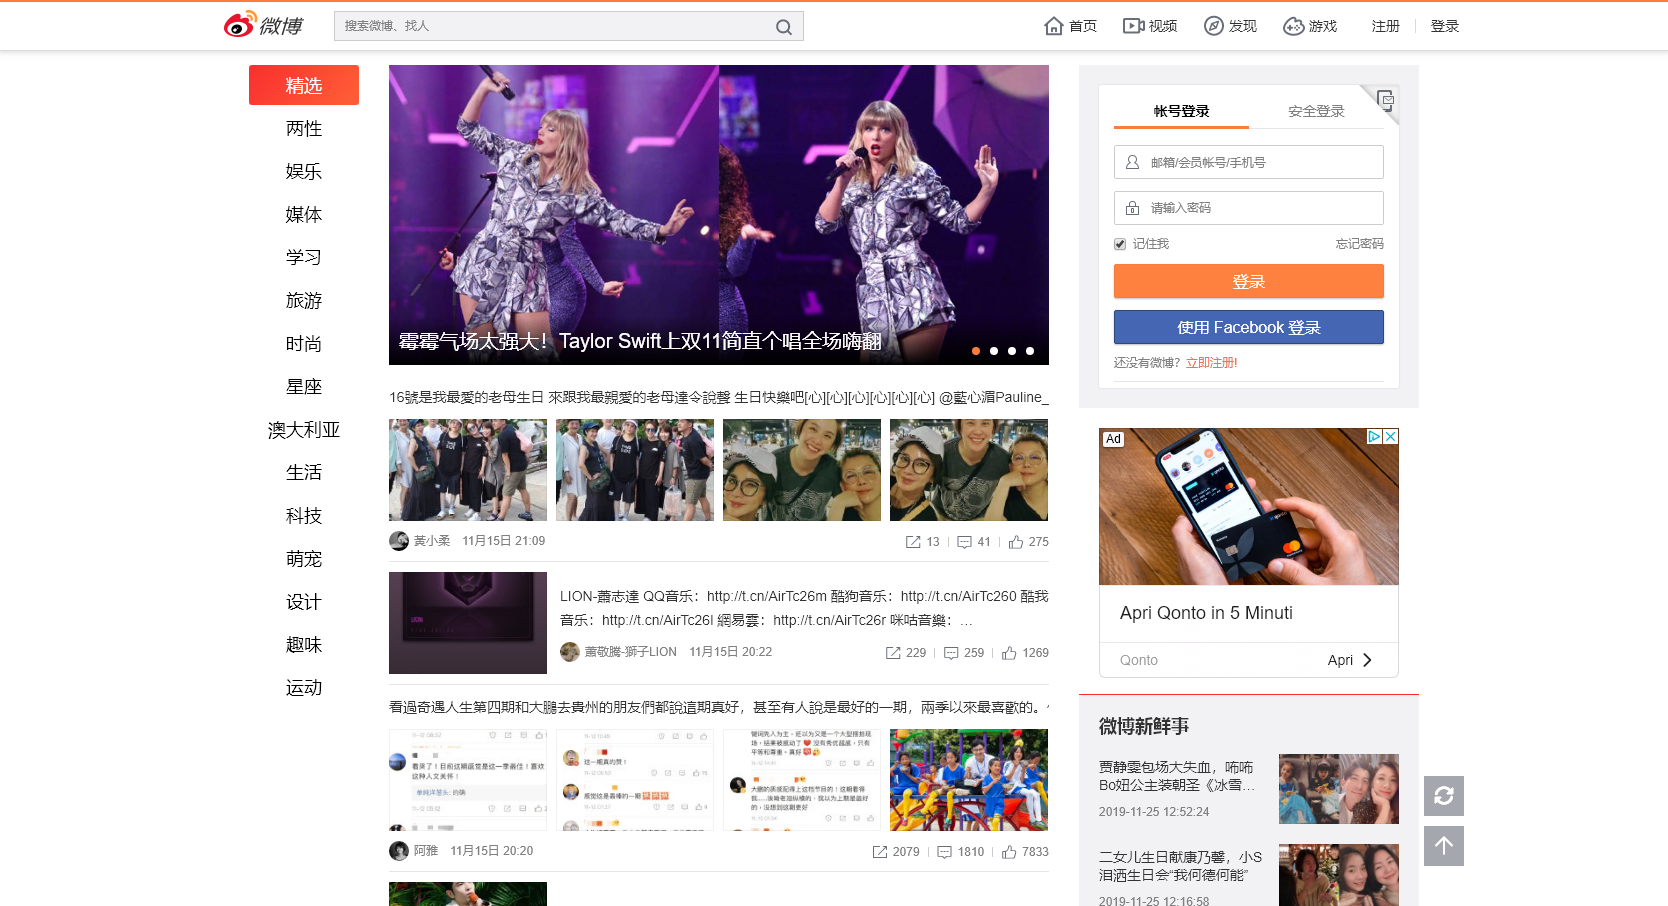 微博
搜索微博、找人
首页
视频
发现
游戏
注册
登录
精选
两性
娱乐
媒体
学习
旅游
时尚
星座
澳大利亚
生活
科技
萌宠
设计
趣味
运动
霉霉气场太强大！Taylor Swift上双11简直个唱全场嗨翻
16號是我最愛的老母生日 來跟我最親愛的老母達令說聲 生日快樂吧[心][心][心][心][心][心] @藍心湄Pauline_
黃小柔 11月15日 21:09
13
41
275
LION-蕭志達 QQ音乐：http://t.cn/AirTc26m 酷狗音乐：http://t.cn/AirTc260 酷我
音乐：http://t.cn/AirTc26l 網易雲：http://t.cn/AirTc26r 咪咕音樂：…
蕭敬騰-獅子LION 11月15日 20:22
229
259
1269
看過奇遇人生第四期和大鵬去貴州的朋友們都說這期真好，甚至有人說是最好的一期，兩季以來最喜歡的。
阿雅 11月15日 20:20
2079
1810
7833
帐号登录
安全登录
邮箱/会员帐号/手机号
请输入密码
记住我
忘记密码
登录
使用 Facebook 登录
还没有微博？立即注册!
Ad
Apri Qonto in 5 Minuti
Qonto
Apri
微博新鲜事
贾静雯包场大失血，咘咘
Bo妞公主装朝圣《冰雪…
2019-11-25 12:52:24
二女儿生日献康乃馨，小S
泪洒生日会“我何德何能”
2019-11-25 12:16:58